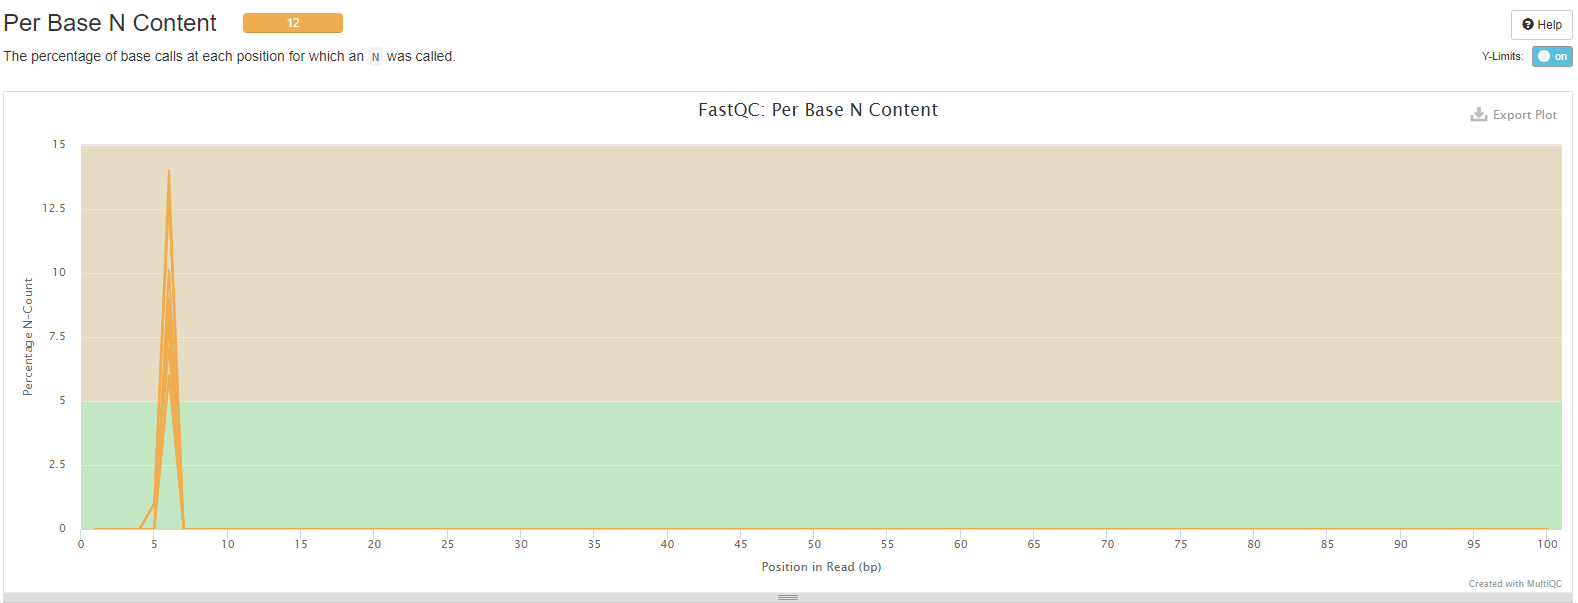 Per Base N Content 12
Help
The percentage of base calls at each position for which an N was called.
Y-Limits: on
FastQC: Per Base N Content
Export Plot
15
12.5
10
7.5
5
2.5
0
Percentage N-Count
0 5 10 15 20 25 30 35 40 45 50 55 60 65 70 75 80 85 90 95 100
Position in Read (bp)
Created with MultiQC